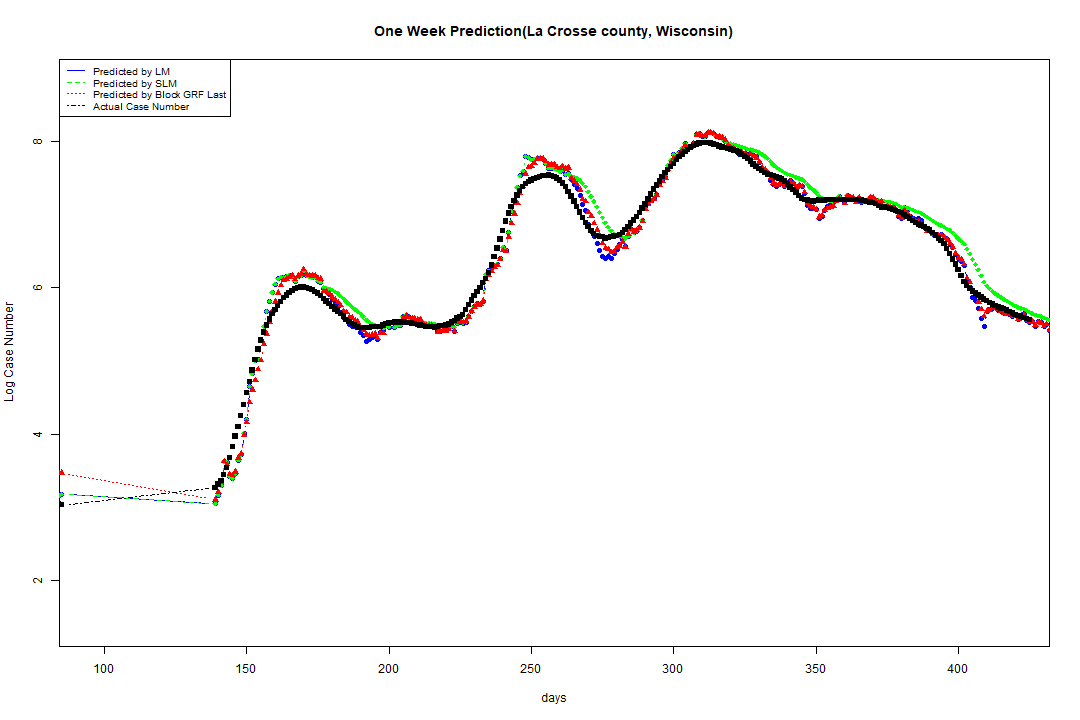 One Week Prediction(La Crosse county, Wisconsin)
Predicted by LM
Predicted by SLM
Predicted by Block GRF Last
Actual Case Number
8
6
4
2
Log Case Number
100 150 200 250 300 350 400
days